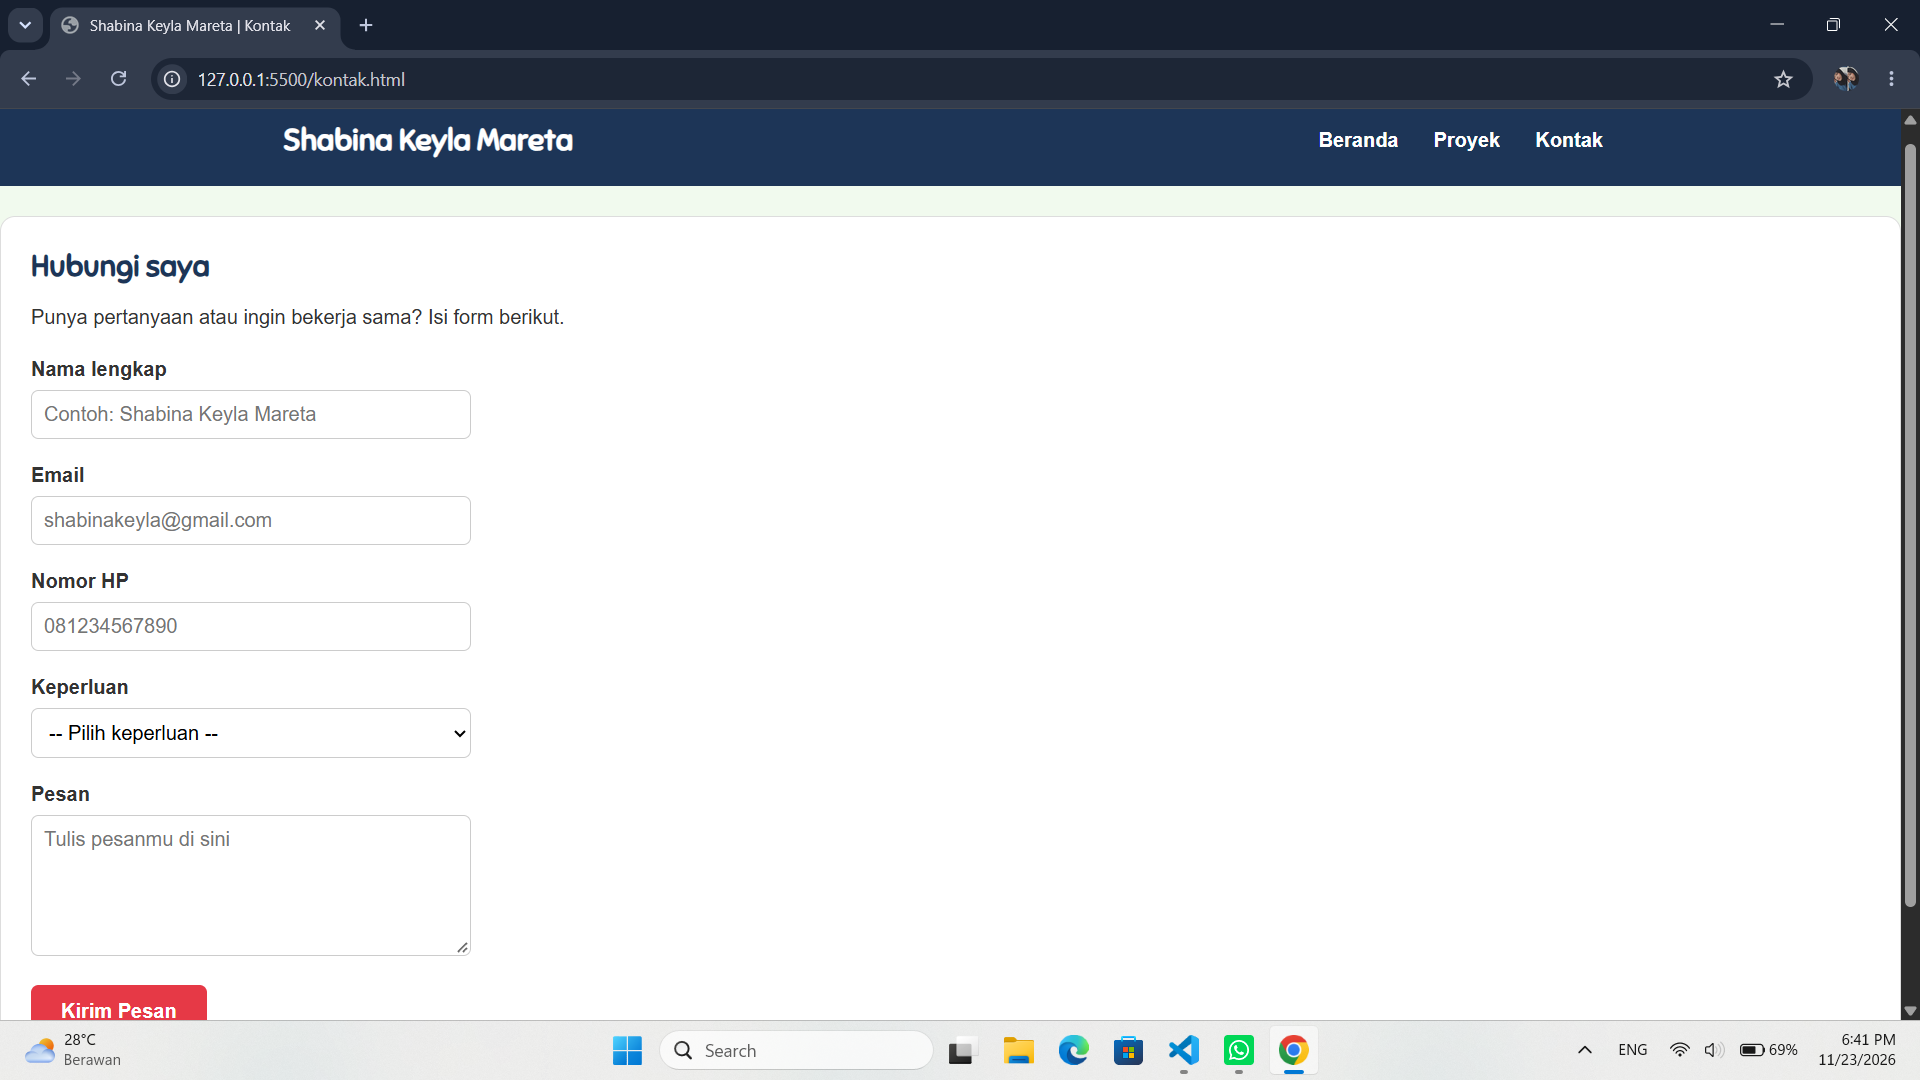 Shabina Keyla Mareta | Kontak
127.0.0.1:5500/kontak.html
Shabina Keyla Mareta
Beranda Proyek Kontak
Hubungi saya
Punya pertanyaan atau ingin bekerja sama? Isi form berikut.
Nama lengkap
Contoh: Shabina Keyla Mareta
Email
shabinakeyla@gmail.com
Nomor HP
081234567890
Keperluan
-- Pilih keperluan --
Pesan
Tulis pesanmu di sini
Kirim Pesan
28°C
Berawan
Search
ENG
69%
6:41 PM
11/23/2026